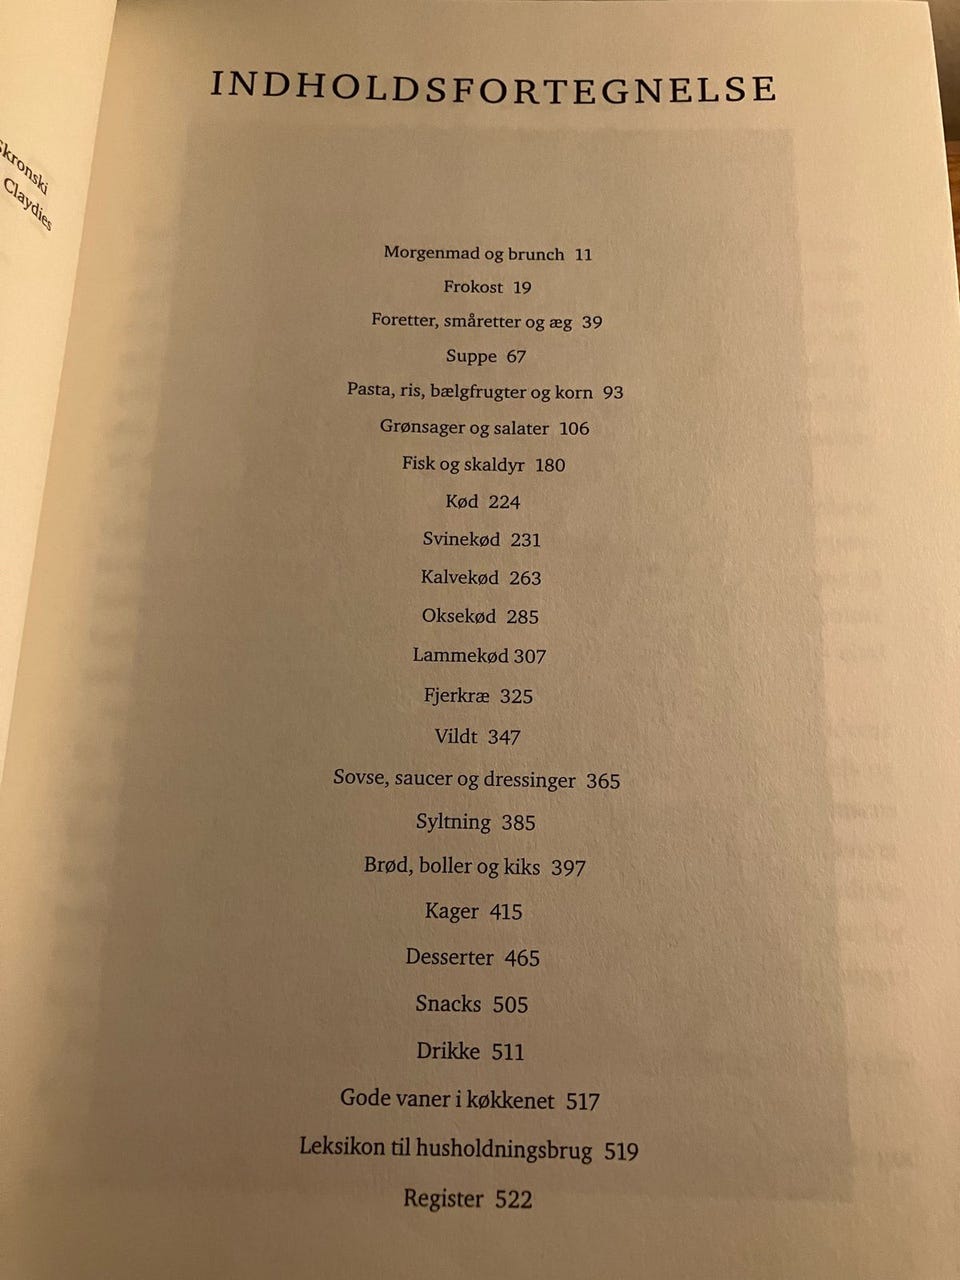 Skronski
Claydies
INDHOLDSFORTEGNELSE
Morgenmad og brunch 11
Frokost 19
Foretter, småretter og æg 39
Suppe 67
Pasta, ris, bælgfrugter og korn 93
Grønsager og salater 106
Fisk og skaldyr 180
Kød 224
Svinekød 231
Kalvekød 263
Oksekød 285
Lammekød 307
Fjerkræ 325
Vildt 347
Sovse, saucer og dressinger 365
Syltning 385
Brød, boller og kiks 397
Kager 415
Desserter 465
Snacks 505
Drikke 511
Gode vaner i køkkenet 517
Leksikon til husholdningsbrug 519
Register 522